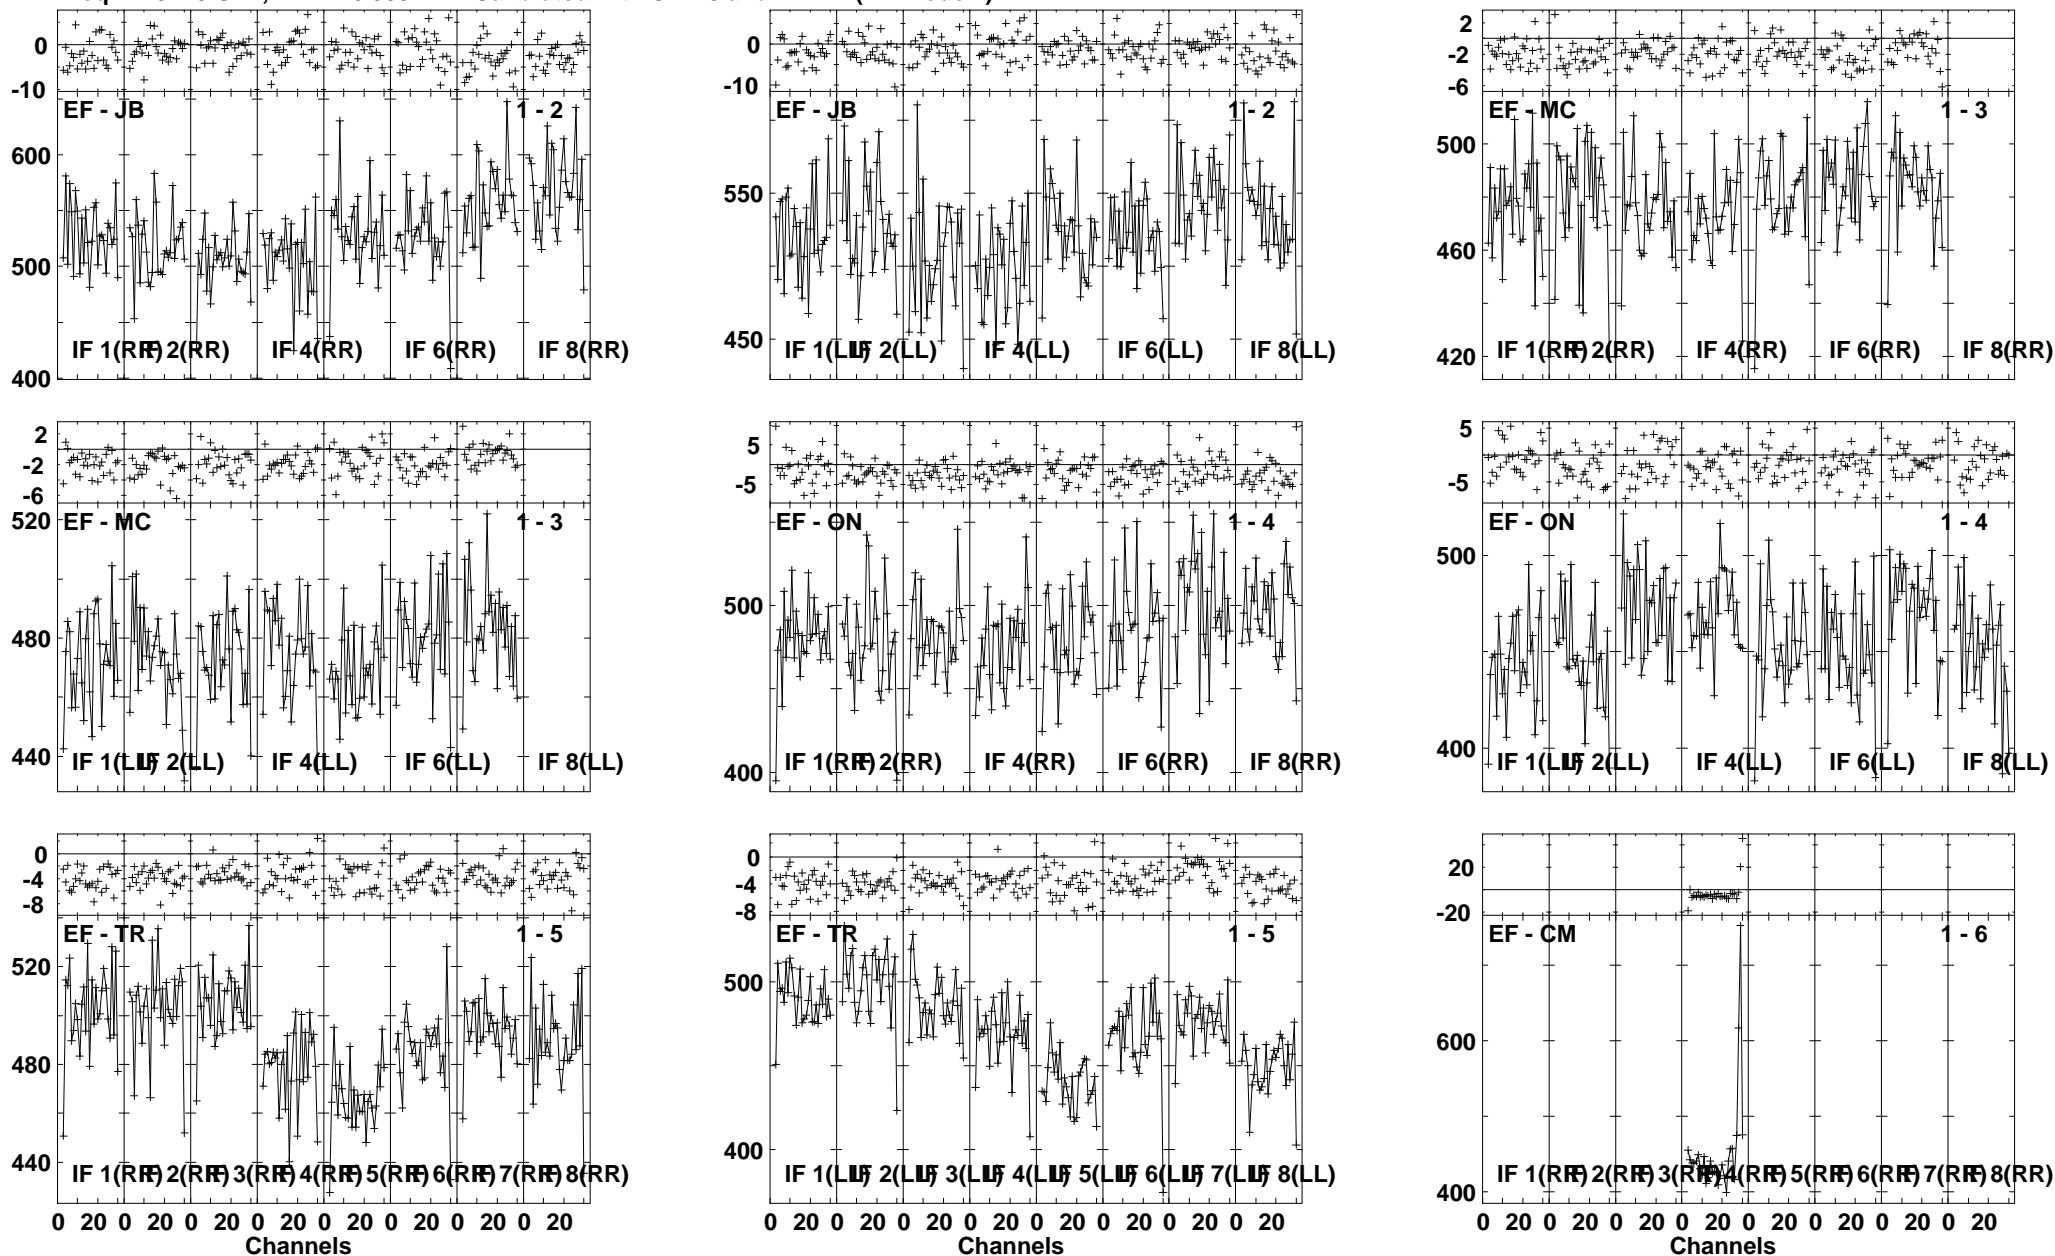 0
-10
EF - JB 1 - 2
600
500
400
IF 1(RR) IF 2(RR) IF 4(RR) IF 6(RR) IF 8(RR)
0
-10
EF - JB 1 - 2
550
450
IF 1(LL) IF 2(LL) IF 4(LL) IF 6(LL) IF 8(LL)
2
-2
-6
EF - MC 1 - 3
500
460
420
IF 1(RR) IF 2(RR) IF 4(RR) IF 6(RR) IF 8(RR)
2
-2
-6
EF - MC 1 - 3
520
480
440
IF 1(LL) IF 2(LL) IF 4(LL) IF 6(LL) IF 8(LL)
5
-5
EF - ON 1 - 4
500
400
IF 1(RR) IF 2(RR) IF 4(RR) IF 6(RR) IF 8(RR)
5
-5
EF - ON 1 - 4
500
400
IF 1(LL) IF 2(LL) IF 4(LL) IF 6(LL) IF 8(LL)
0
-4
-8
EF - TR 1 - 5
520
480
440
IF 1(RR) IF 2(RR) IF 3(RR) IF 4(RR) IF 5(RR) IF 6(RR) IF 7(RR) IF 8(RR)
0 20 0 20 0 20 0 20 0 20 0 20 0 20 0 20
Channels
0
-4
-8
EF - TR 1 - 5
500
400
IF 1(LL) IF 2(LL) IF 3(LL) IF 4(LL) IF 5(LL) IF 6(LL) IF 7(LL) IF 8(LL)
0 20 0 20 0 20 0 20 0 20 0 20 0 20 0 20
Channels
20
-20
EF - CM 1 - 6
600
400
IF 1(RR) IF 2(RR) IF 3(RR) IF 4(RR) IF 5(RR) IF 6(RR) IF 7(RR) IF 8(RR)
0 20 0 20 0 20 0 20 0 20 0 20 0 20 0 20
Channels